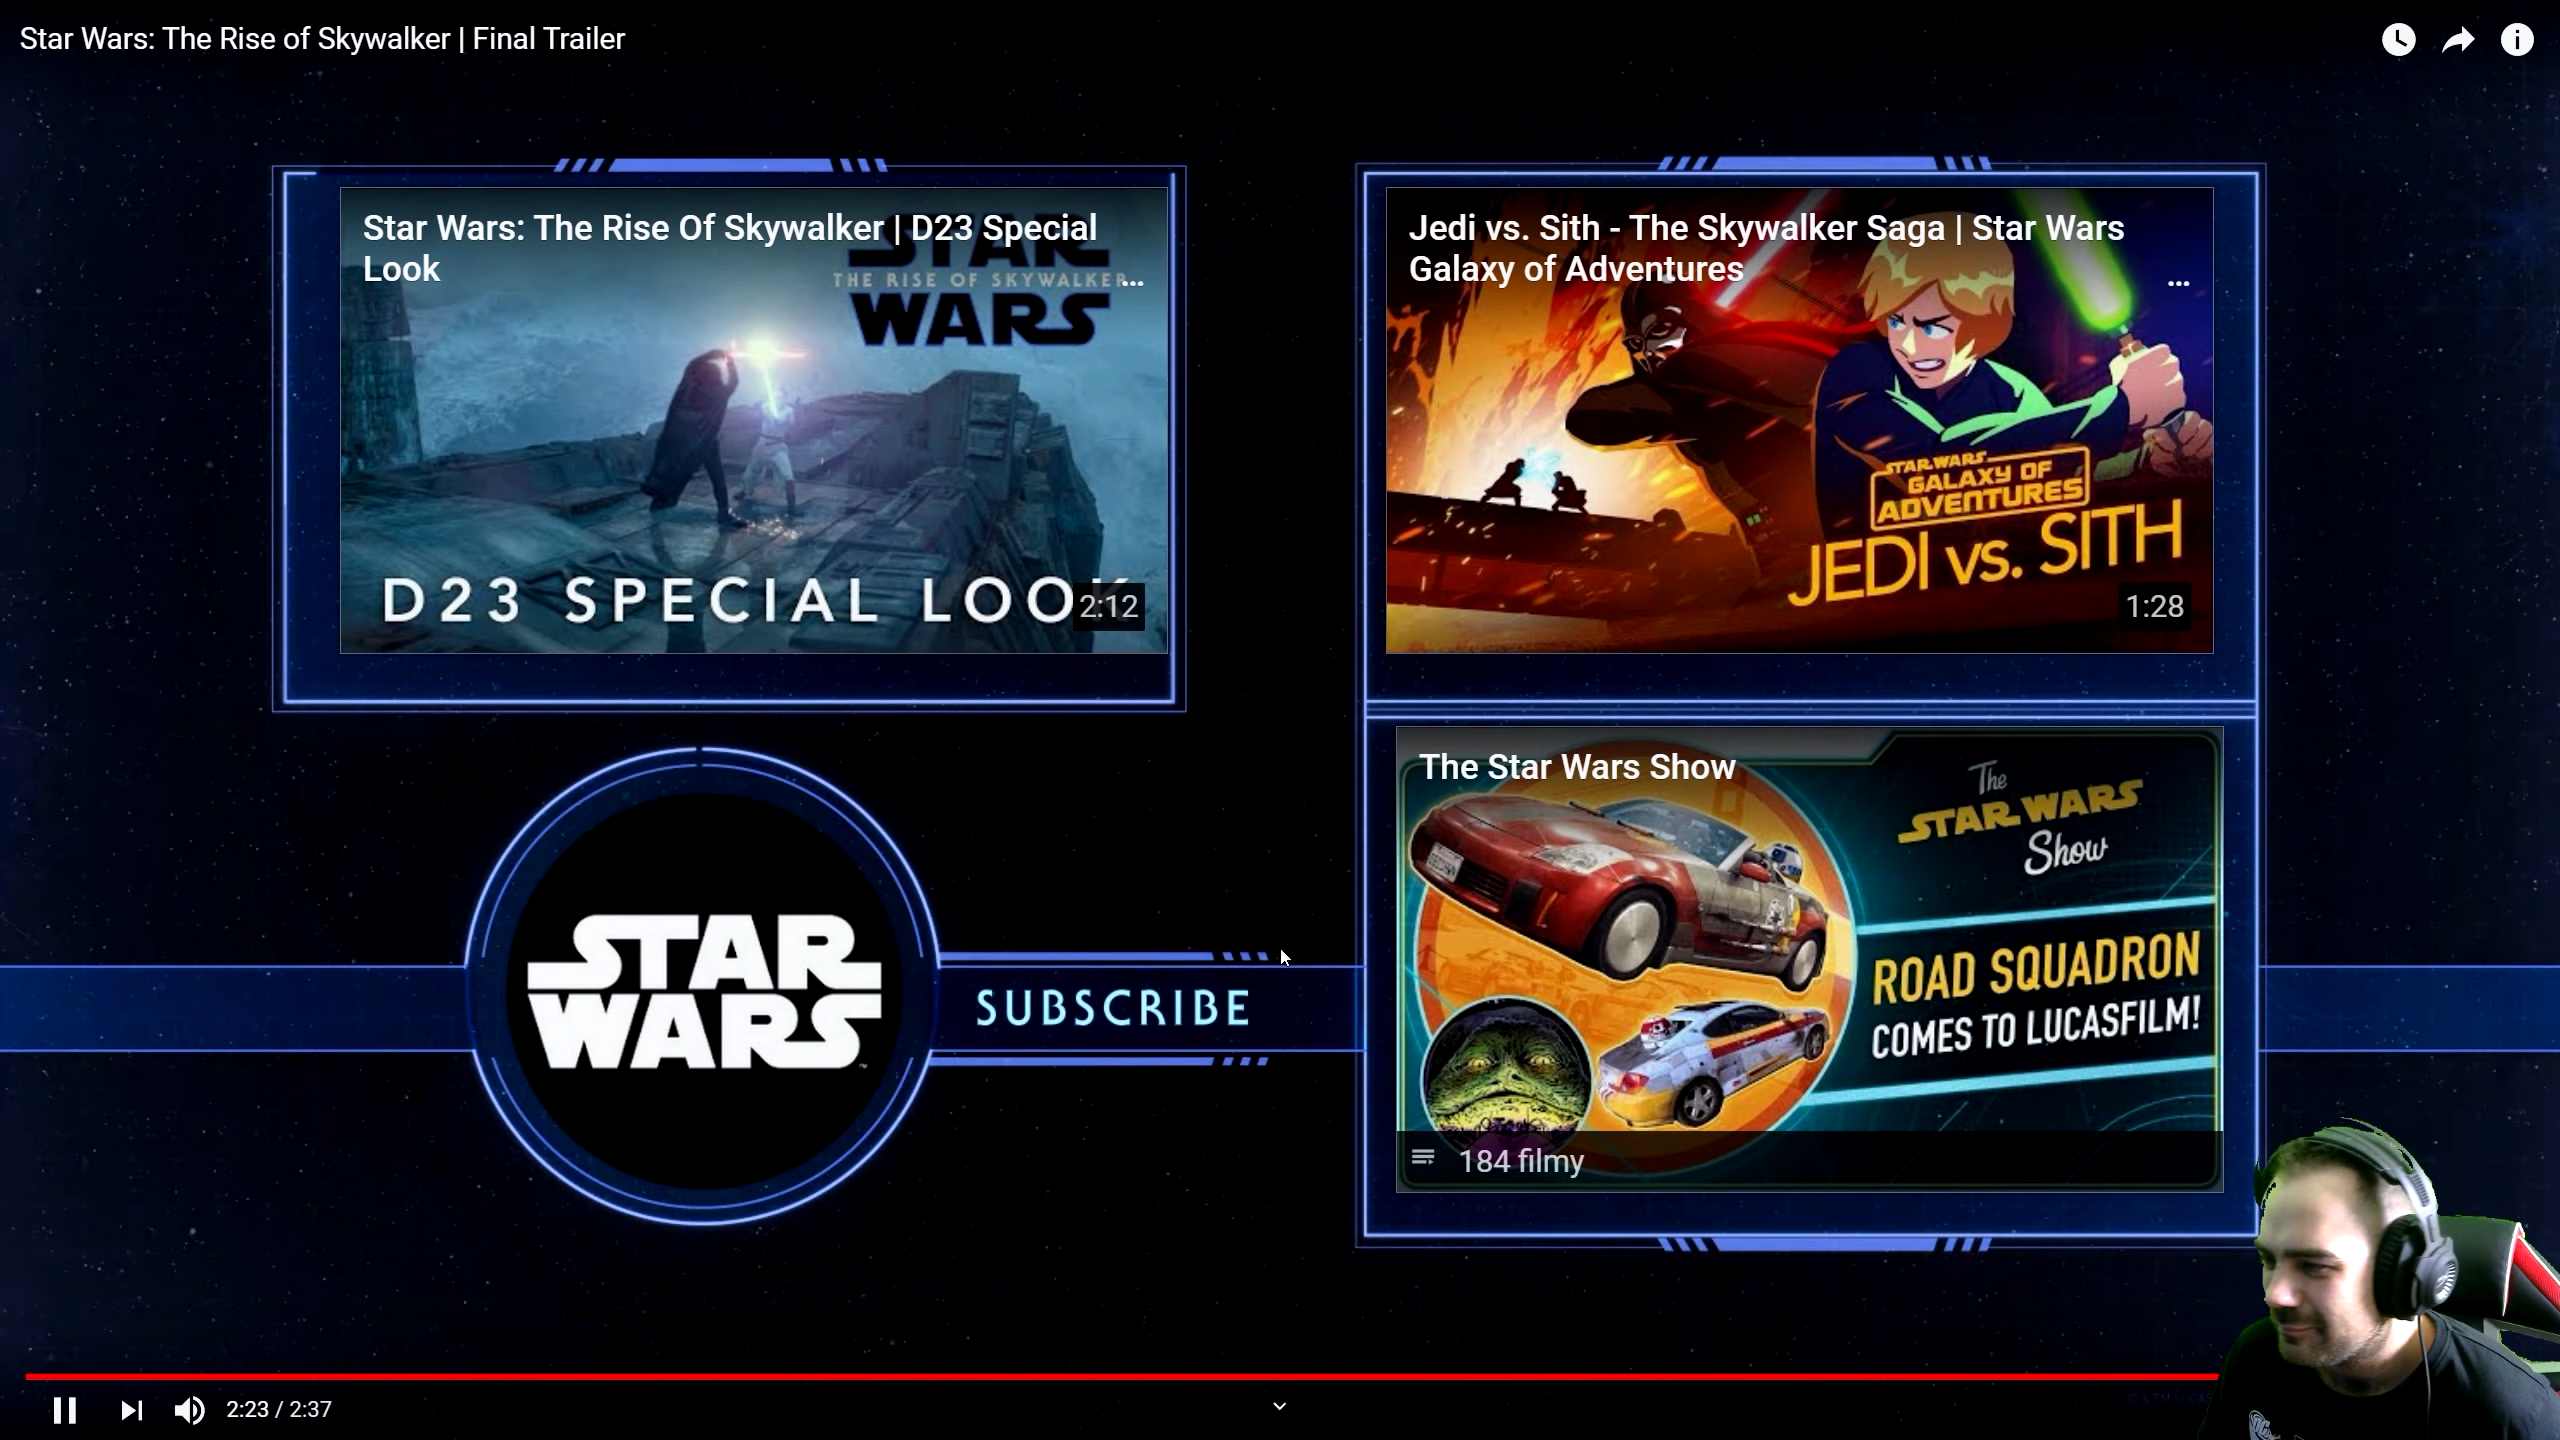 Star Wars: The Rise of Skywalker | Final Trailer
Star Wars: The Rise Of Skywalker | D23 Special
Look
...
STAR
THE RISE OF SKYWALKER
WARS
D23 SPECIAL LOOK
2:12
Jedi vs. Sith - The Skywalker Saga | Star Wars
Galaxy of Adventures
...
STAR WARS
GALAXY OF
ADVENTURES
JEDI vs. SITH
1:28
STAR
WARS
SUBSCRIBE
The Star Wars Show
The
STAR WARS
Show
ROAD SQUADRON
COMES TO LUCASFILM!
184 filmy
2:23 / 2:37